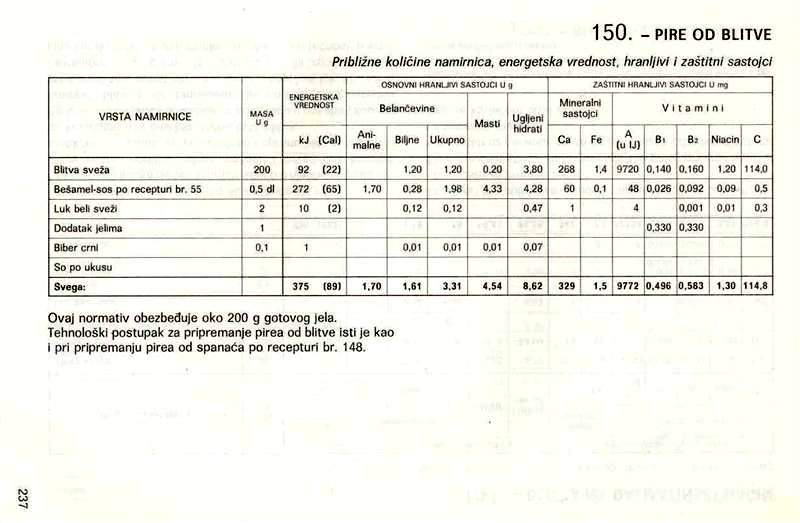 150. – PIRE OD BLITVE
Približne količine namirnica, energetska vrednost, hranljivi i zaštitni sastojci
VRSTA NAMIRNICE | MASA U g | ENERGETSKA VREDNOST | OSNOVNI HRANLJIVI SASTOJCI U g | ZAŠTITNI HRANLJIVI SASTOJCI U mg
Belančevine | Masti | Ugljeni hidrati | Mineralni sastojci | Vitamini
kJ (Cal) | Animalne | Biljne | Ukupno | Ca | Fe | A (u IJ) | B1 | B2 | Niacin | C
Blitva sveža 200 92 (22) 1,20 1,20 0,20 3,80 268 1,4 9720 0,140 0,160 1,20 114,0
Bešamel-sos po recepturi br. 55 0,5 dl 272 (65) 1,70 0,28 1,98 4,33 4,28 60 0,1 48 0,026 0,092 0,09 0,5
Luk beli sveži 2 10 (2) 0,12 0,12 0,47 1 4 0,001 0,01 0,3
Dodatak jelima 1 0,330 0,330
Biber crni 0,1 1 0,01 0,01 0,01 0,07
So po ukusu
Svega: 375 (89) 1,70 1,61 3,31 4,54 8,62 329 1,5 9772 0,496 0,583 1,30 114,8
Ovaj normativ obezbeđuje oko 200 g gotovog jela.
Tehnološki postupak za pripremanje pirea od blitve isti je kao
i pri pripremanju pirea od spanaća po recepturi br. 148.
237